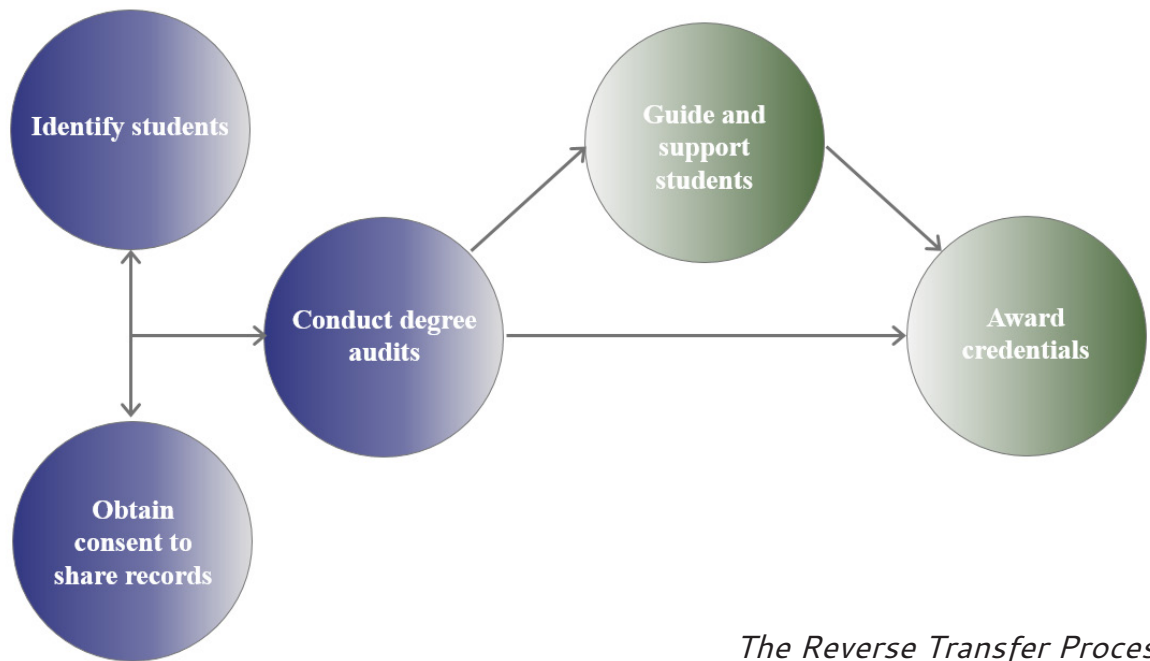 Identify students
Guide and
support
students
Conduct degree
audits
Award
credentials
Obtain
consent to
share records
The Reverse Transfer Proces